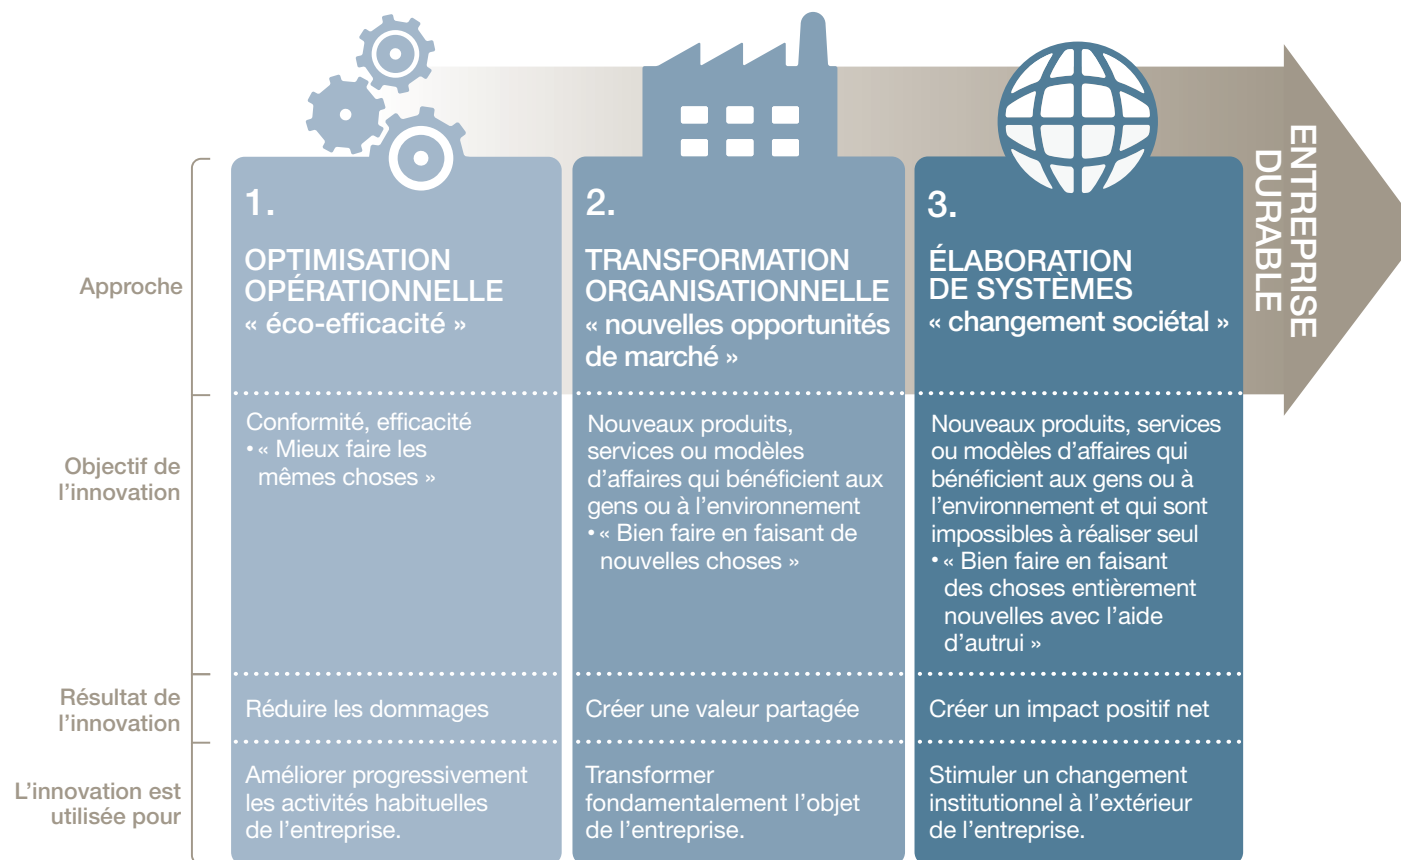 ENTREPRISE
DURABLE
Approche
1.
OPTIMISATION
OPÉRATIONNELLE
« éco-efficacité »
2.
TRANSFORMATION
ORGANISATIONNELLE
« nouvelles opportunités
de marché »
3.
ÉLABORATION
DE SYSTÈMES
« changement sociétal »
Objectif de
l’innovation
Conformité, efficacité
• « Mieux faire les
mêmes choses »
Nouveaux produits,
services ou modèles
d’affaires qui bénéficient aux
gens ou à l’environnement
• « Bien faire en faisant de
nouvelles choses »
Nouveaux produits, services
ou modèles d’affaires qui
bénéficient aux gens ou à
l’environnement et qui sont
impossibles à réaliser seul
• « Bien faire en faisant
des choses entièrement
nouvelles avec l’aide
d’autrui »
Résultat de
l’innovation
Réduire les dommages
Créer une valeur partagée
Créer un impact positif net
L’innovation est
utilisée pour
Améliorer progressivement
les activités habituelles
de l’entreprise.
Transformer
fondamentalement l’objet
de l’entreprise.
Stimuler un changement
institutionnel à l’extérieur
de l’entreprise.